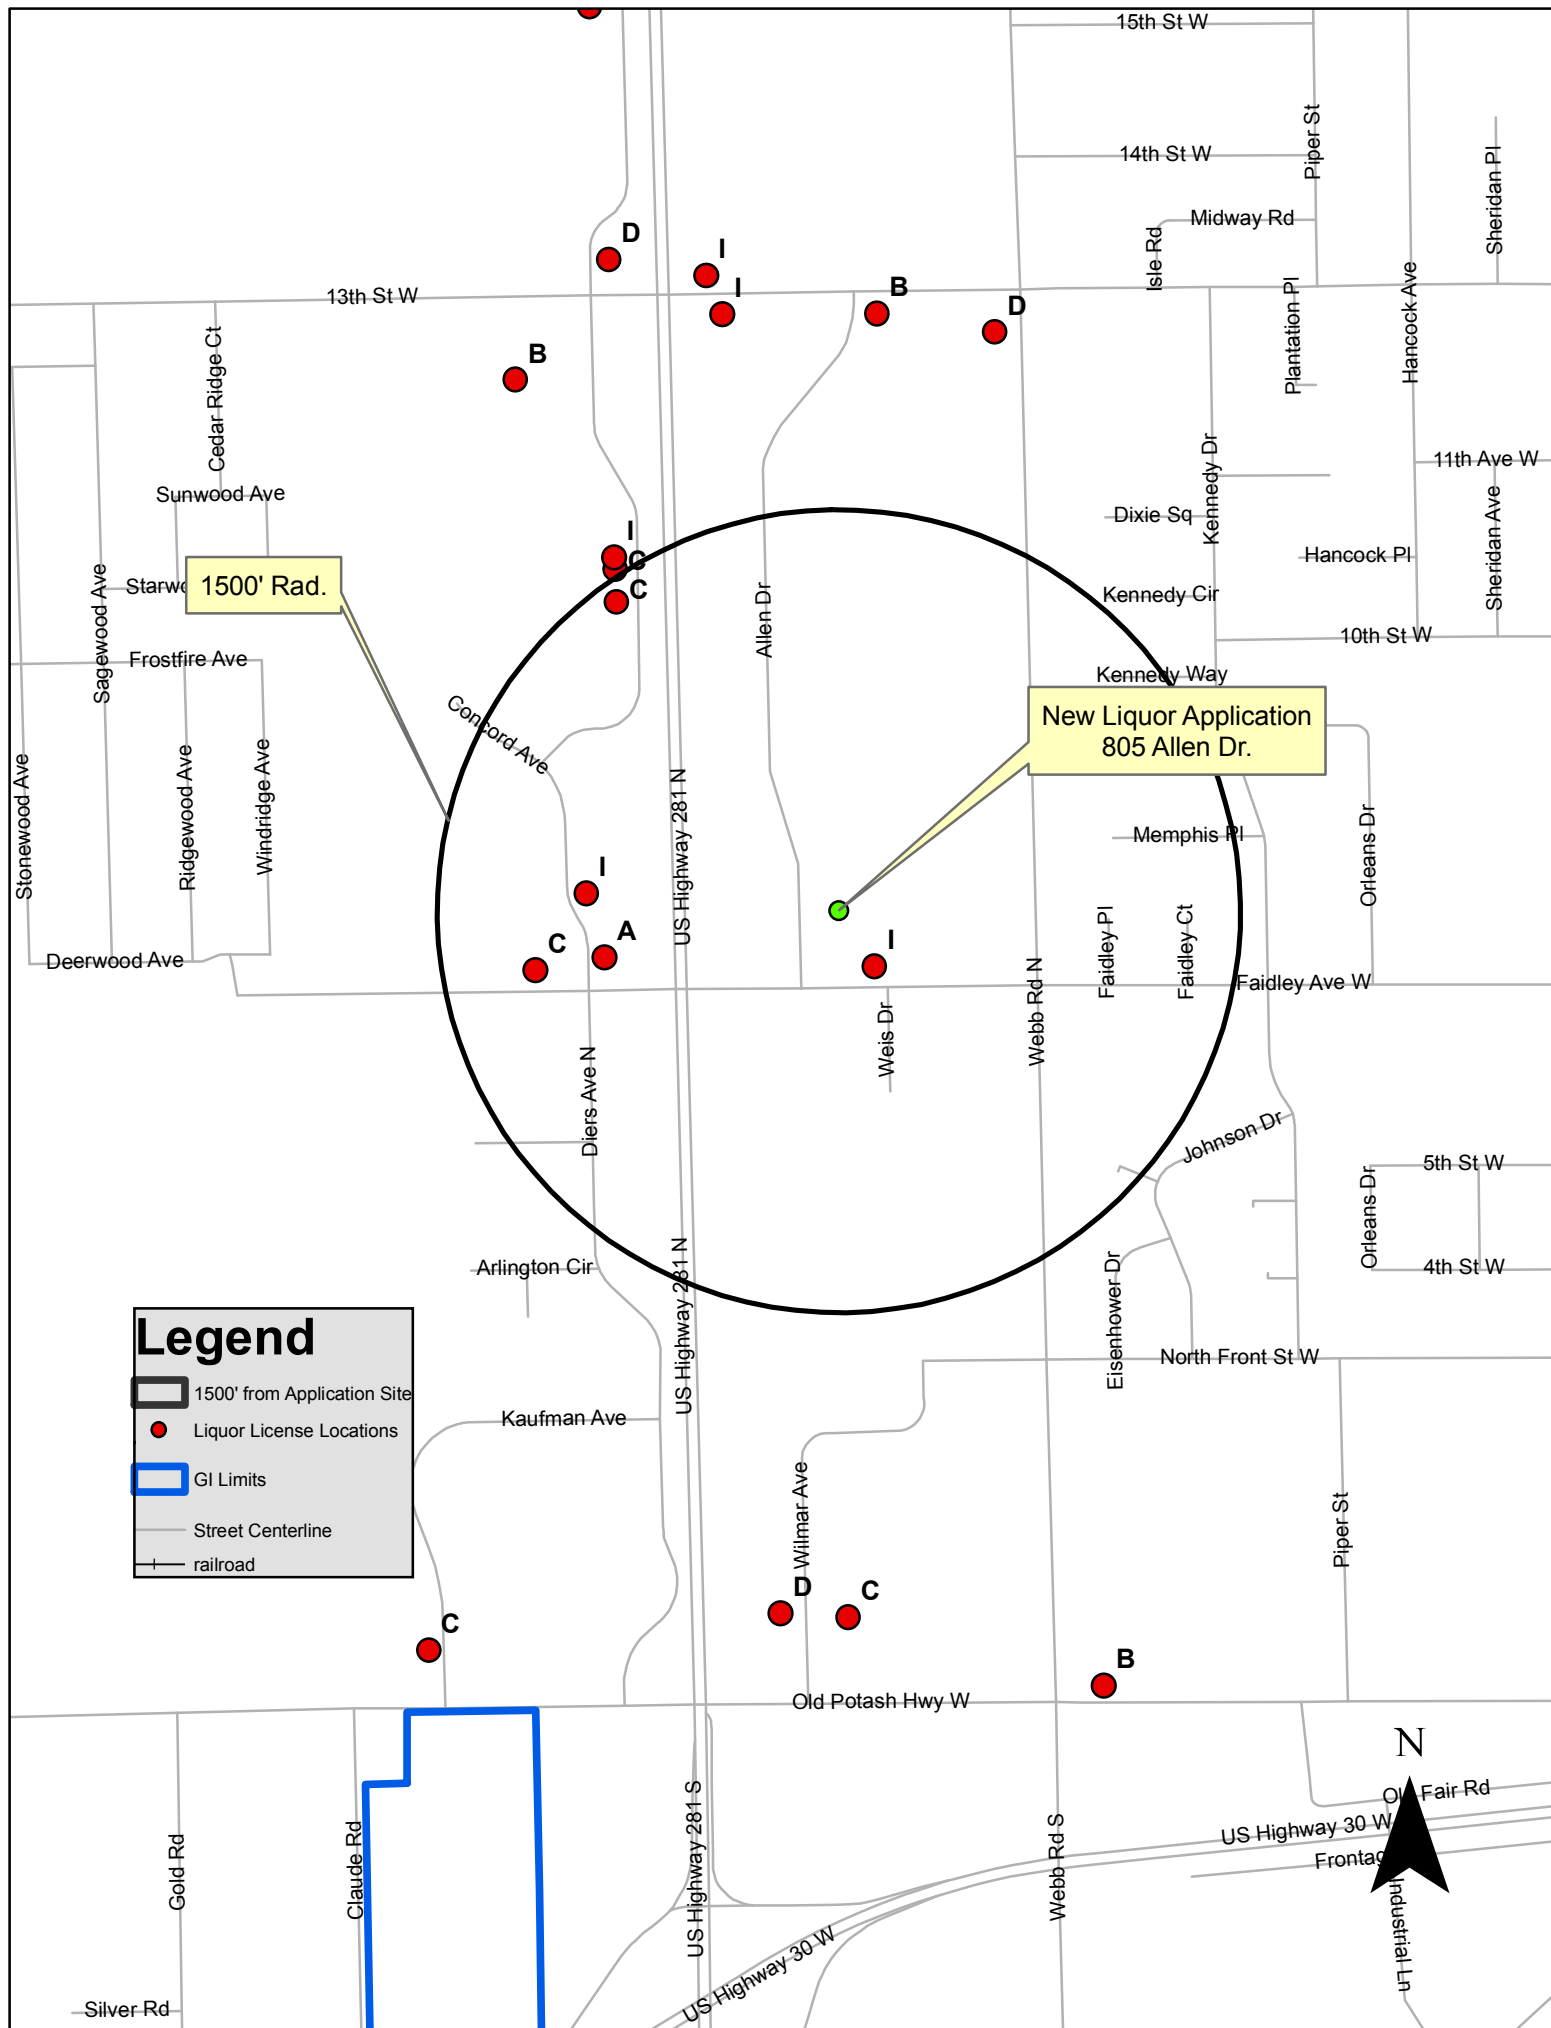 15th St W
14th St W
Piper St
Sheridan Pl
Midway Rd
Isle Rd
D
I
13th St W
I
B
D
Plantation Pl
Hancock Ave
B
Cedar Ridge Ct
Kennedy Dr
11th Ave W
Sunwood Ave
Dixie Sq
Sheridan Ave
I
C
Hancock Pl
1500' Rad.
C
Kennedy Cir
Allen Dr
Sagewood Ave
10th St W
Frostfire Ave
Kennedy Way
Concord Ave
New Liquor Application
805 Allen Dr.
Stonewood Ave
Ridgewood Ave
Windridge Ave
US Highway 281 N
Memphis Pl
Orleans Dr
I
Faidley Pl
Faidley Ct
A
I
C
Deerwood Ave
Webb Rd N
Faidley Ave W
Weis Dr
Diers Ave N
Johnson Dr
5th St W
Orleans Dr
Arlington Cir
US Highway 281 N
Eisenhower Dr
4th St W
Legend
1500' from Application Site
Liquor License Locations
GI Limits
Street Centerline
railroad
North Front St W
Kaufman Ave
Wilmar Ave
Piper St
D
C
C
B
Old Potash Hwy W
N
Fair Rd
US Highway 30 W
Gold Rd
Claude Rd
US Highway 281 S
Webb Rd S
Industrial Ln
US Highway 30 W
Silver Rd